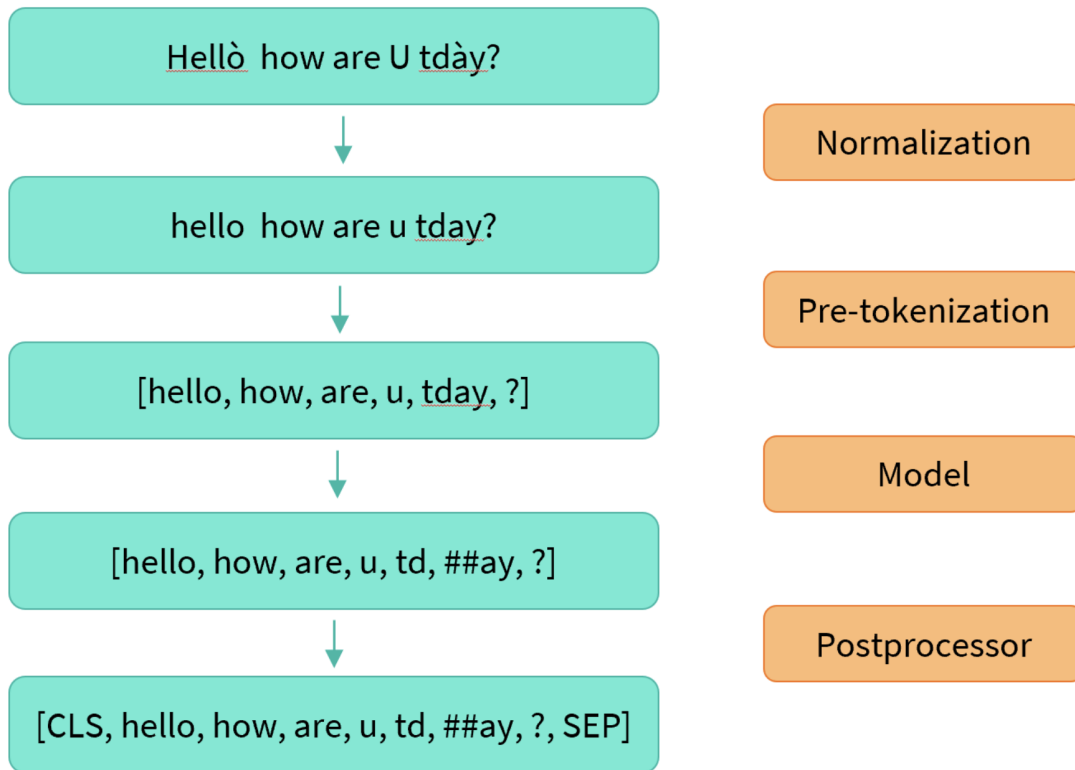 Hellò  how are U tdày?
Normalization
hello  how are u tday?
Pre-tokenization
[hello, how, are, u, tday, ?]
Model
[hello, how, are, u, td, ##ay, ?]
Postprocessor
[CLS, hello, how, are, u, td, ##ay, ?, SEP]